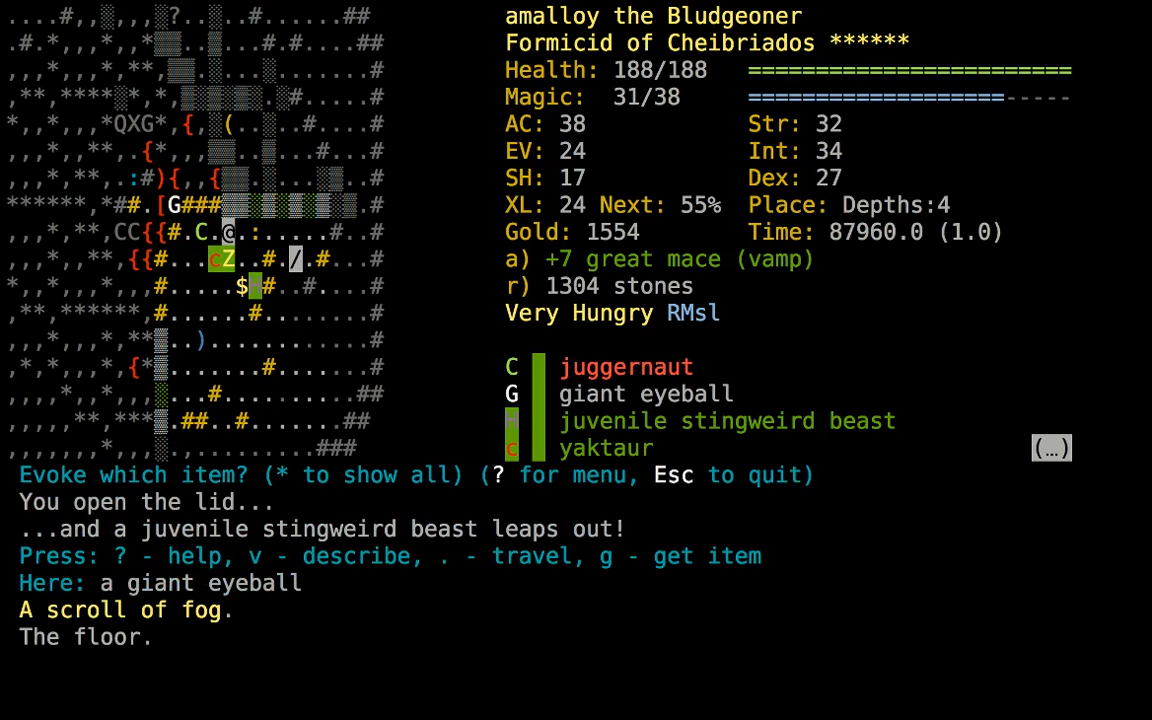 ....#,,▒,,,▒?..▒.#......##
.#.*,,,*,,*▒▒..▒...#.#....##
,,,*,,,*,**,▒▒.▒...▒.......#
,**,****▒*,*,▒▒▒▒▒▒.▒#.....#
*,,*,,,*QXG*,{,▒(..▒..#....#
,,,*,,**,.{*,,,▒▒..▒...#...#
,,,*,**,.:#){,,{▒▒.▒...▒▒..#
******,*##.[G###▒▒▒▒▒▒▒▒▒▒.#
,,,*,,**CC{{#.C.@.:.....#..#
,,,*,**,,{{#...cZ..#./.#...#
*,,*,,,*,,,#.....$H#..#....#
,**,******,#......#........#
,,,*,,,*,**▒..)............#
,*,*,,,*,{*▒.......#.......#
,,,,*,,*,,,▒...#.........##
,,,,,**,***▒.##..#.......##
,,,,,,,*..,▒.,.........###
amalloy the Bludgeoner
Formicid of Cheibriados ******
Health: 188/188 ========================
Magic: 31/38 ===================-----
AC: 38 Str: 32
EV: 24 Int: 34
SH: 17 Dex: 27
XL: 24 Next: 55% Place: Depths:4
Gold: 1554 Time: 87960.0 (1.0)
a) +7 great mace (vamp)
r) 1304 stones
Very Hungry RMsl
C juggernaut
G giant eyeball
H juvenile stingweird beast
c yaktaur (…)
Evoke which item? (* to show all) (? for menu, Esc to quit)
You open the lid...
...and a juvenile stingweird beast leaps out!
Press: ? - help, v - describe, . - travel, g - get item
Here: a giant eyeball
A scroll of fog.
The floor.